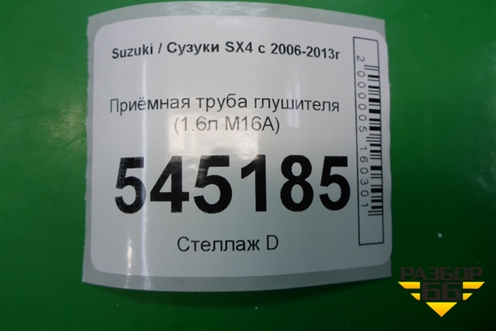 Suzuki / Сузуки SX4 с 2006-2013г
Приёмная труба глушителя
(1.6л M16A)
545185
Стеллаж D
2000005160301
РАЗБОР
66